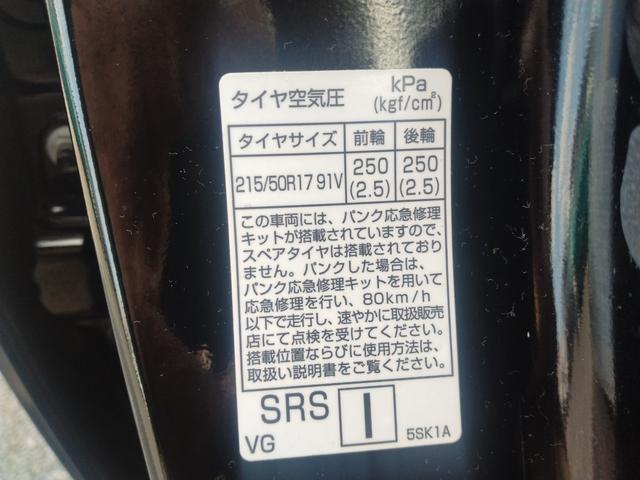 タイヤ空気圧 kPa
(kgf/cm²)
タイヤサイズ 前輪 後輪
215/50R17 91V 250 250
(2.5) (2.5)
この車両には、パンク応急修理
キットが搭載されていますので、
スペアタイヤは搭載されており
ません。パンクした場合は、
パンク応急修理キットを用いて
応急修理を行い、80km/h
以下で走行し、速やかに取扱販売
店にて点検を受けてください。
搭載位置ならびに使用方法は、
取扱い説明書をご覧ください。
SRS I
VG 5SK1A